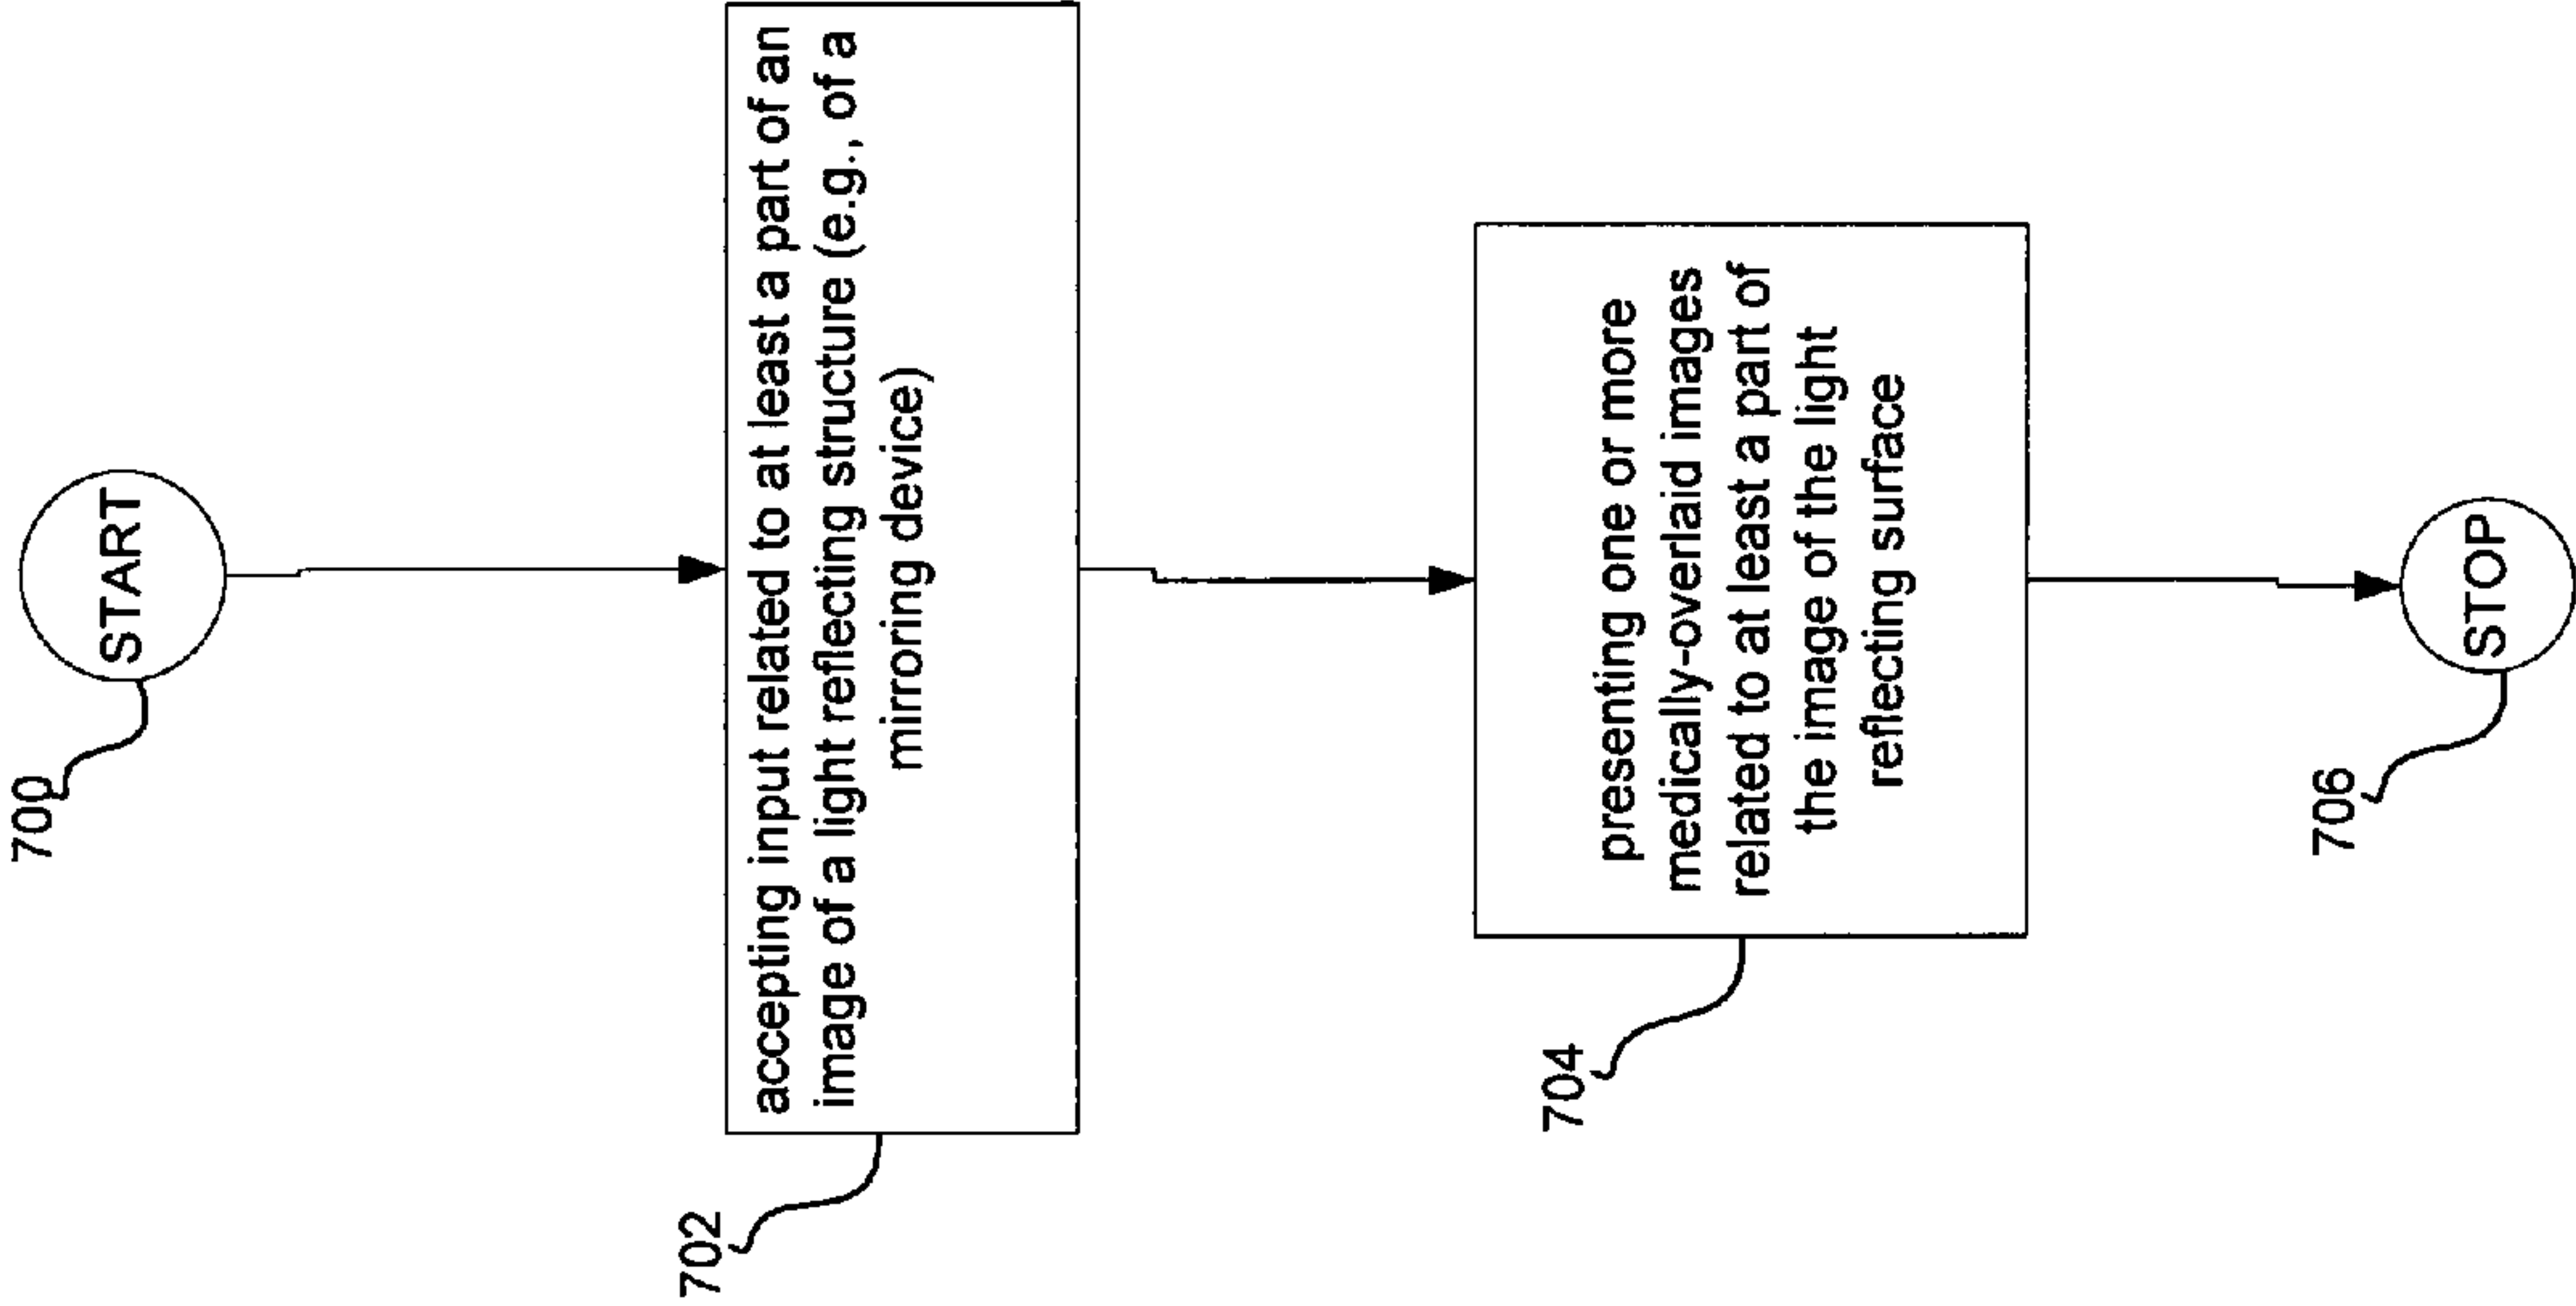 700
START
702
accepting input related to at least a part of an
image of a light reflecting structure (e.g., of a
mirroring device)
704
presenting one or more
medically-overlaid images
related to at least a part of
the image of the light
reflecting surface
706
STOP